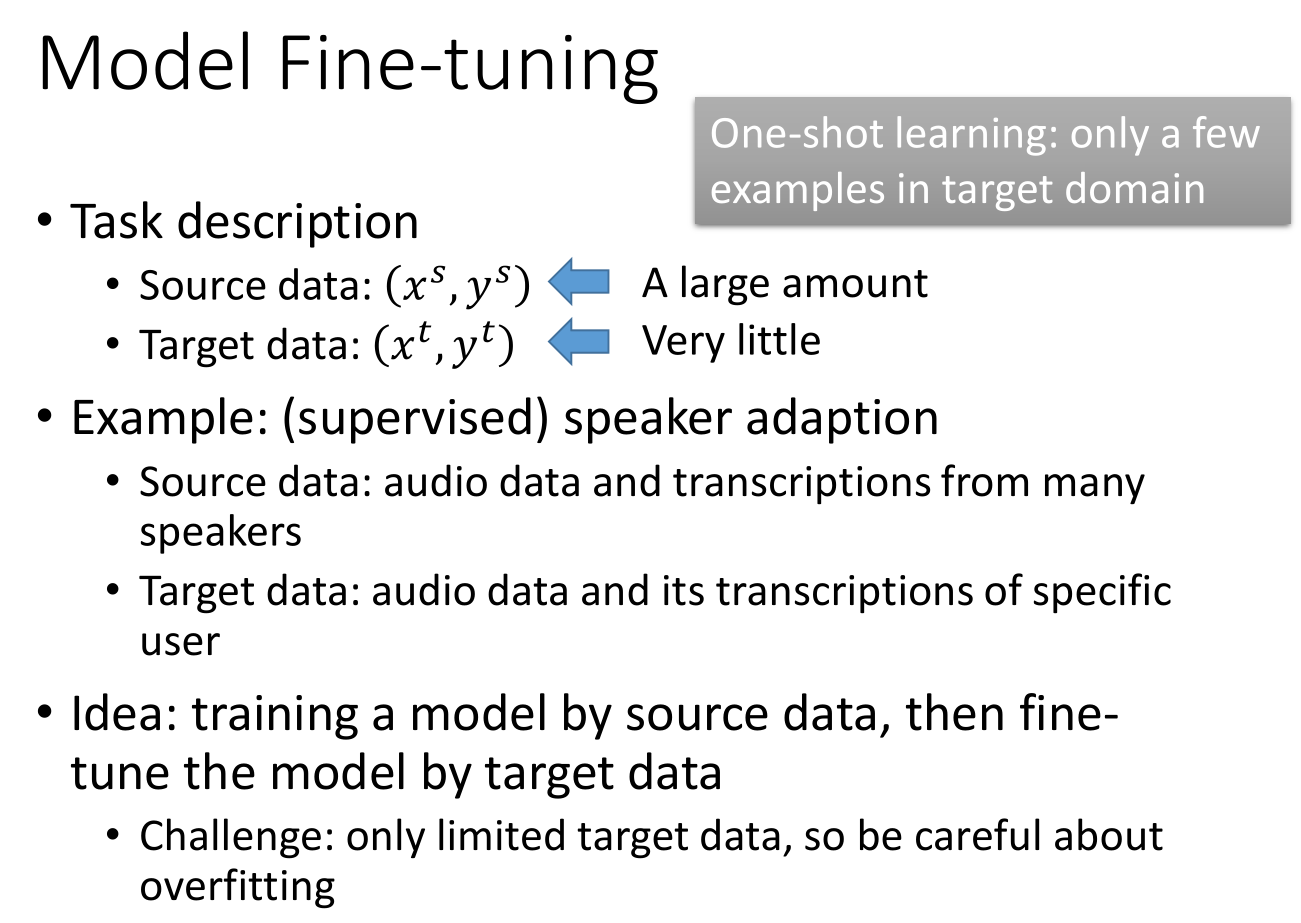 Model Fine-tuning
One-shot learning: only a few
examples in target domain
• Task description
• Source data: (x^s, y^s) A large amount
• Target data: (x^t, y^t) Very little
• Example: (supervised) speaker adaption
• Source data: audio data and transcriptions from many
speakers
• Target data: audio data and its transcriptions of specific
user
• Idea: training a model by source data, then fine-
tune the model by target data
• Challenge: only limited target data, so be careful about
overfitting